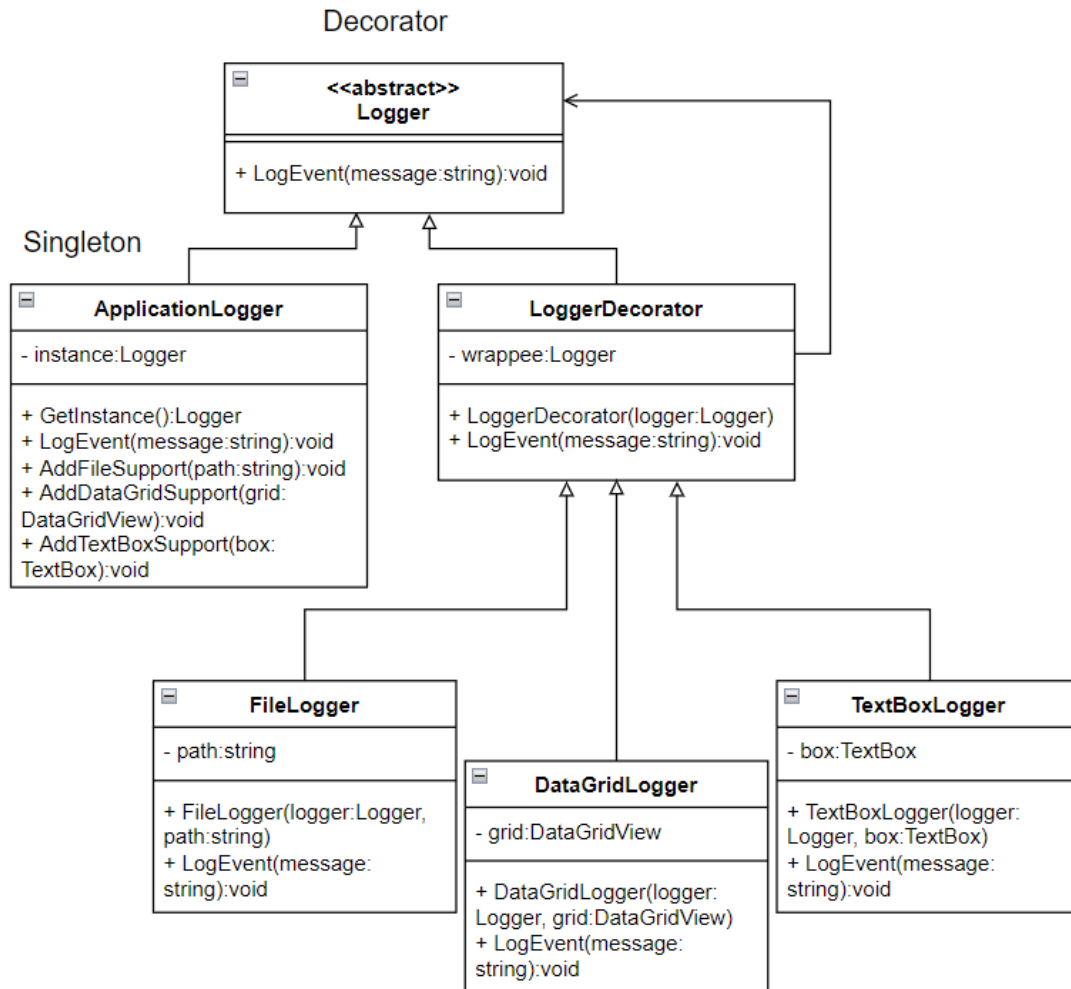 Decorator
<<abstract>>
Logger
+ LogEvent(message:string):void
Singleton
ApplicationLogger
- instance:Logger
+ GetInstance():Logger
+ LogEvent(message:string):void
+ AddFileSupport(path:string):void
+ AddDataGridSupport(grid:
DataGridView):void
+ AddTextBoxSupport(box:
TextBox):void
LoggerDecorator
- wrappee:Logger
+ LoggerDecorator(logger:Logger)
+ LogEvent(message:string):void
FileLogger
- path:string
+ FileLogger(logger:Logger,
path:string)
+ LogEvent(message:
string):void
DataGridLogger
- grid:DataGridView
+ DataGridLogger(logger:
Logger, grid:DataGridView)
+ LogEvent(message:
string):void
TextBoxLogger
- box:TextBox
+ TextBoxLogger(logger:
Logger, box:TextBox)
+ LogEvent(message:
string):void